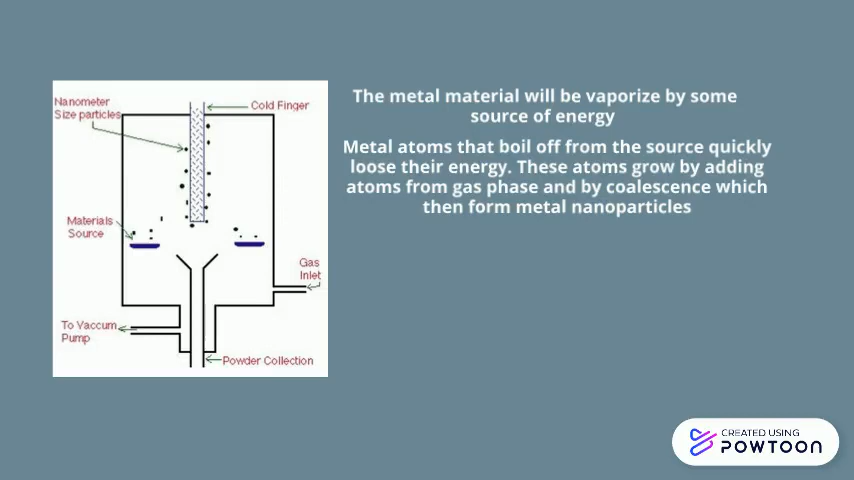 Nanometer
Size particles
Cold Finger
Materials
Source
Gas
Inlet
To Vaccum
Pump
Powder Collection
The metal material will be vaporize by some
source of energy
Metal atoms that boil off from the source quickly
loose their energy. These atoms grow by adding
atoms from gas phase and by coalescence which
then form metal nanoparticles
CREATED USING
POWTOON